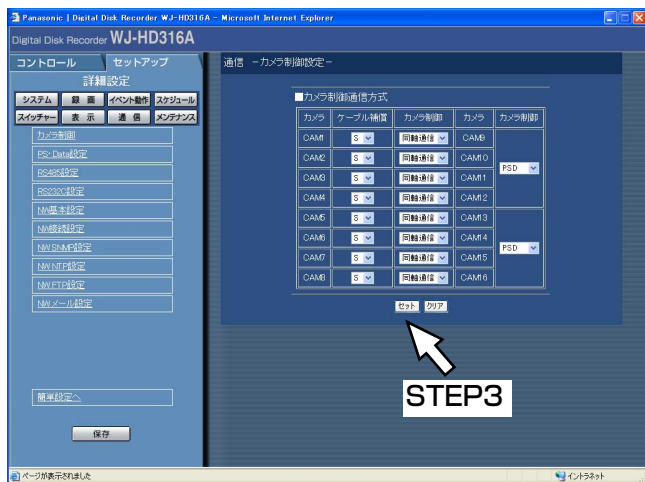 Panasonic | Digital Disk Recorder WJ-HD316A - Microsoft Internet Explorer
Digital Disk Recorder WJ-HD316A
コントロール セットアップ
詳細設定
システム 録 画 イベント動作 スケジュール
スイッチャー 表 示 通 信 メンテナンス
カメラ制御
PS･Data設定
RS485設定
RS232C設定
NW基本設定
NW接続設定
NW SNMP設定
NW NTP設定
NW FTP設定
NW メール設定
簡単設定へ
保存
通信 －カメラ制御設定－
■カメラ制御通信方式
カメラ ケーブル補償 カメラ制御 カメラ カメラ制御
CAM1 S 同軸通信 CAM9
CAM2 S 同軸通信 CAM10
PSD
CAM3 S 同軸通信 CAM11
CAM4 S 同軸通信 CAM12
CAM5 S 同軸通信 CAM13
CAM6 S 同軸通信 CAM14
PSD
CAM7 S 同軸通信 CAM15
CAM8 S 同軸通信 CAM16
セット クリア
STEP3
ページが表示されました イントラネット